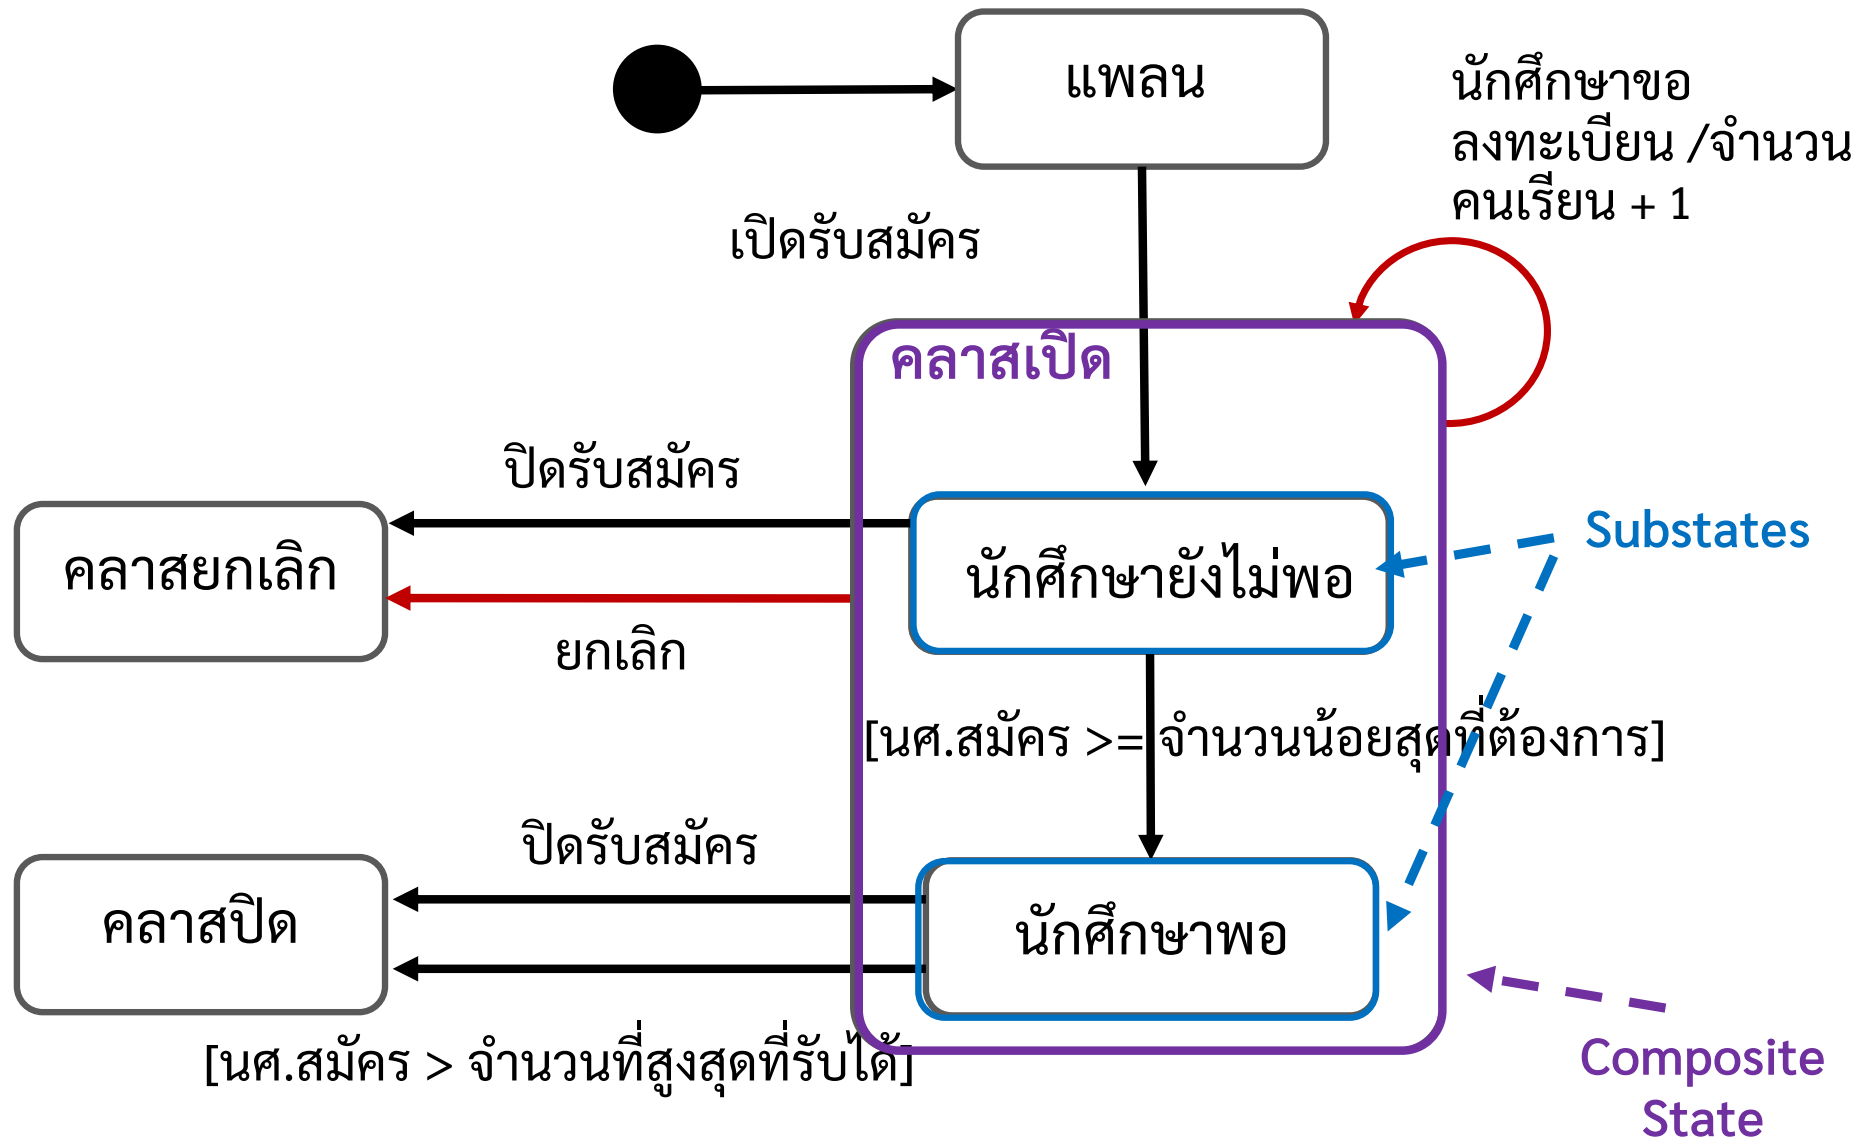 แพลน
นักศึกษาขอ
ลงทะเบียน /จำนวน
คนเรียน + 1
เปิดรับสมัคร
คลาสเปิด
ปิดรับสมัคร
คลาสยกเลิก
นักศึกษายังไม่พอ
Substates
ยกเลิก
[นศ.สมัคร >= จำนวนน้อยสุดที่ต้องการ]
ปิดรับสมัคร
คลาสปิด
นักศึกษาพอ
[นศ.สมัคร > จำนวนที่สูงสุดที่รับได้]
Composite
State